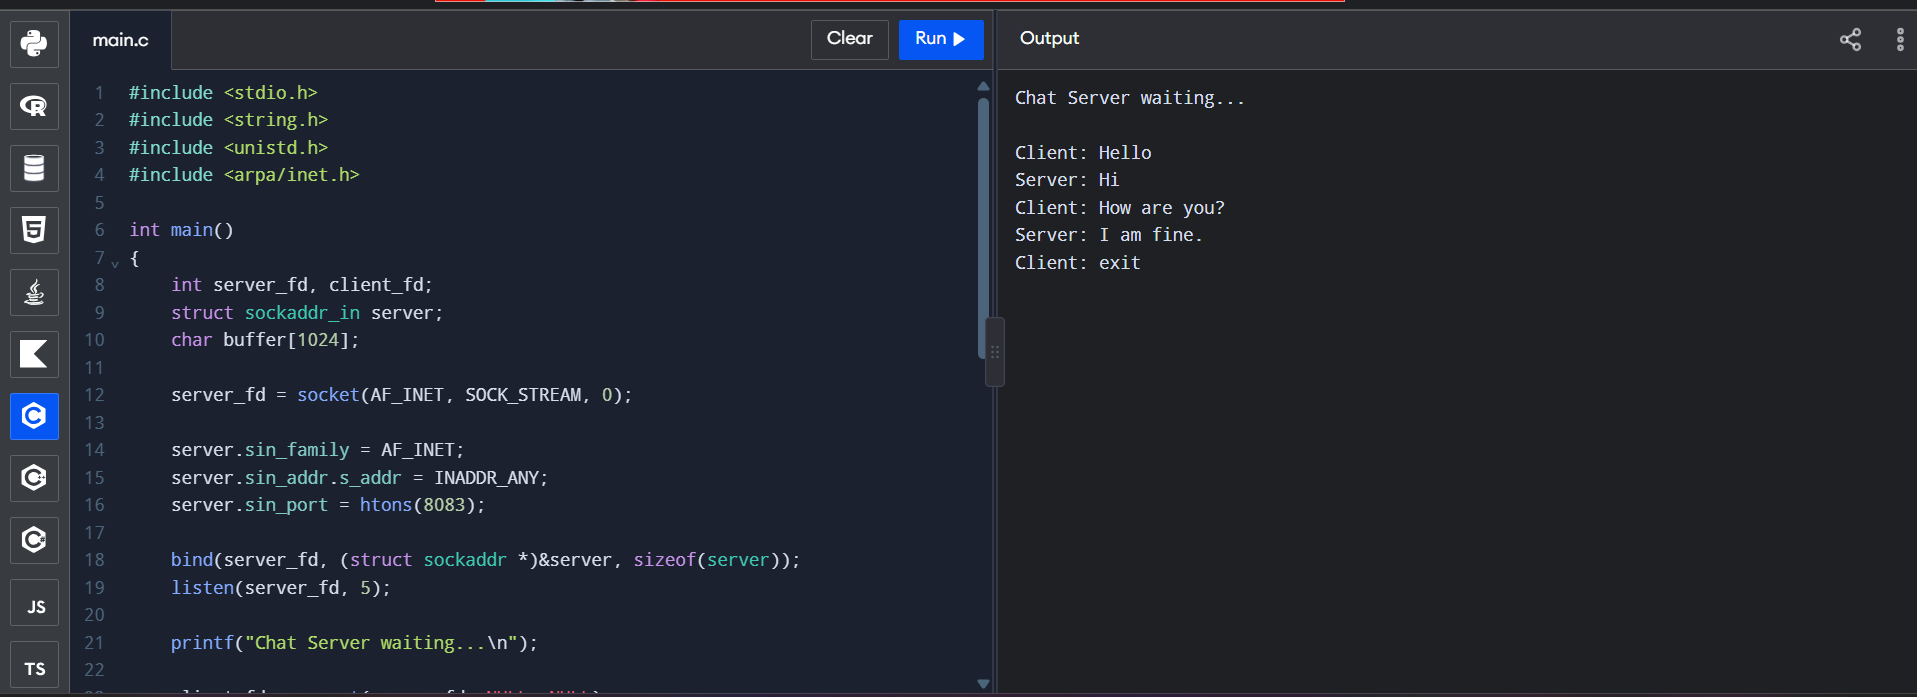 main.c
Clear
Run
Output
1 #include <stdio.h>
2 #include <string.h>
3 #include <unistd.h>
4 #include <arpa/inet.h>
5
6 int main()
7 {
8 int server_fd, client_fd;
9 struct sockaddr_in server;
10 char buffer[1024];
11
12 server_fd = socket(AF_INET, SOCK_STREAM, 0);
13
14 server.sin_family = AF_INET;
15 server.sin_addr.s_addr = INADDR_ANY;
16 server.sin_port = htons(8083);
17
18 bind(server_fd, (struct sockaddr *)&server, sizeof(server));
19 listen(server_fd, 5);
20
21 printf("Chat Server waiting...\n");
22
Chat Server waiting...
Client: Hello
Server: Hi
Client: How are you?
Server: I am fine.
Client: exit
JS
TS